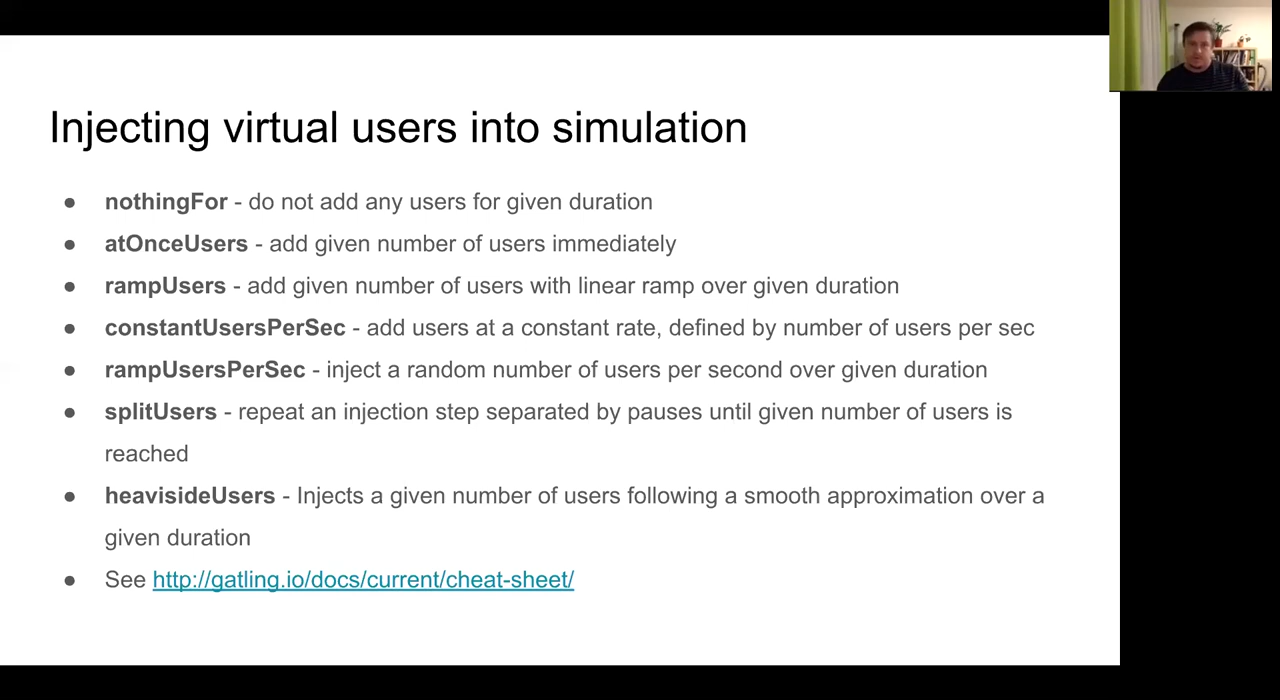 Injecting virtual users into simulation
● nothingFor - do not add any users for given duration
● atOnceUsers - add given number of users immediately
● rampUsers - add given number of users with linear ramp over given duration
● constantUsersPerSec - add users at a constant rate, defined by number of users per sec
● rampUsersPerSec - inject a random number of users per second over given duration
● splitUsers - repeat an injection step separated by pauses until given number of users is
reached
● heavisideUsers - Injects a given number of users following a smooth approximation over a
given duration
● See http://gatling.io/docs/current/cheat-sheet/